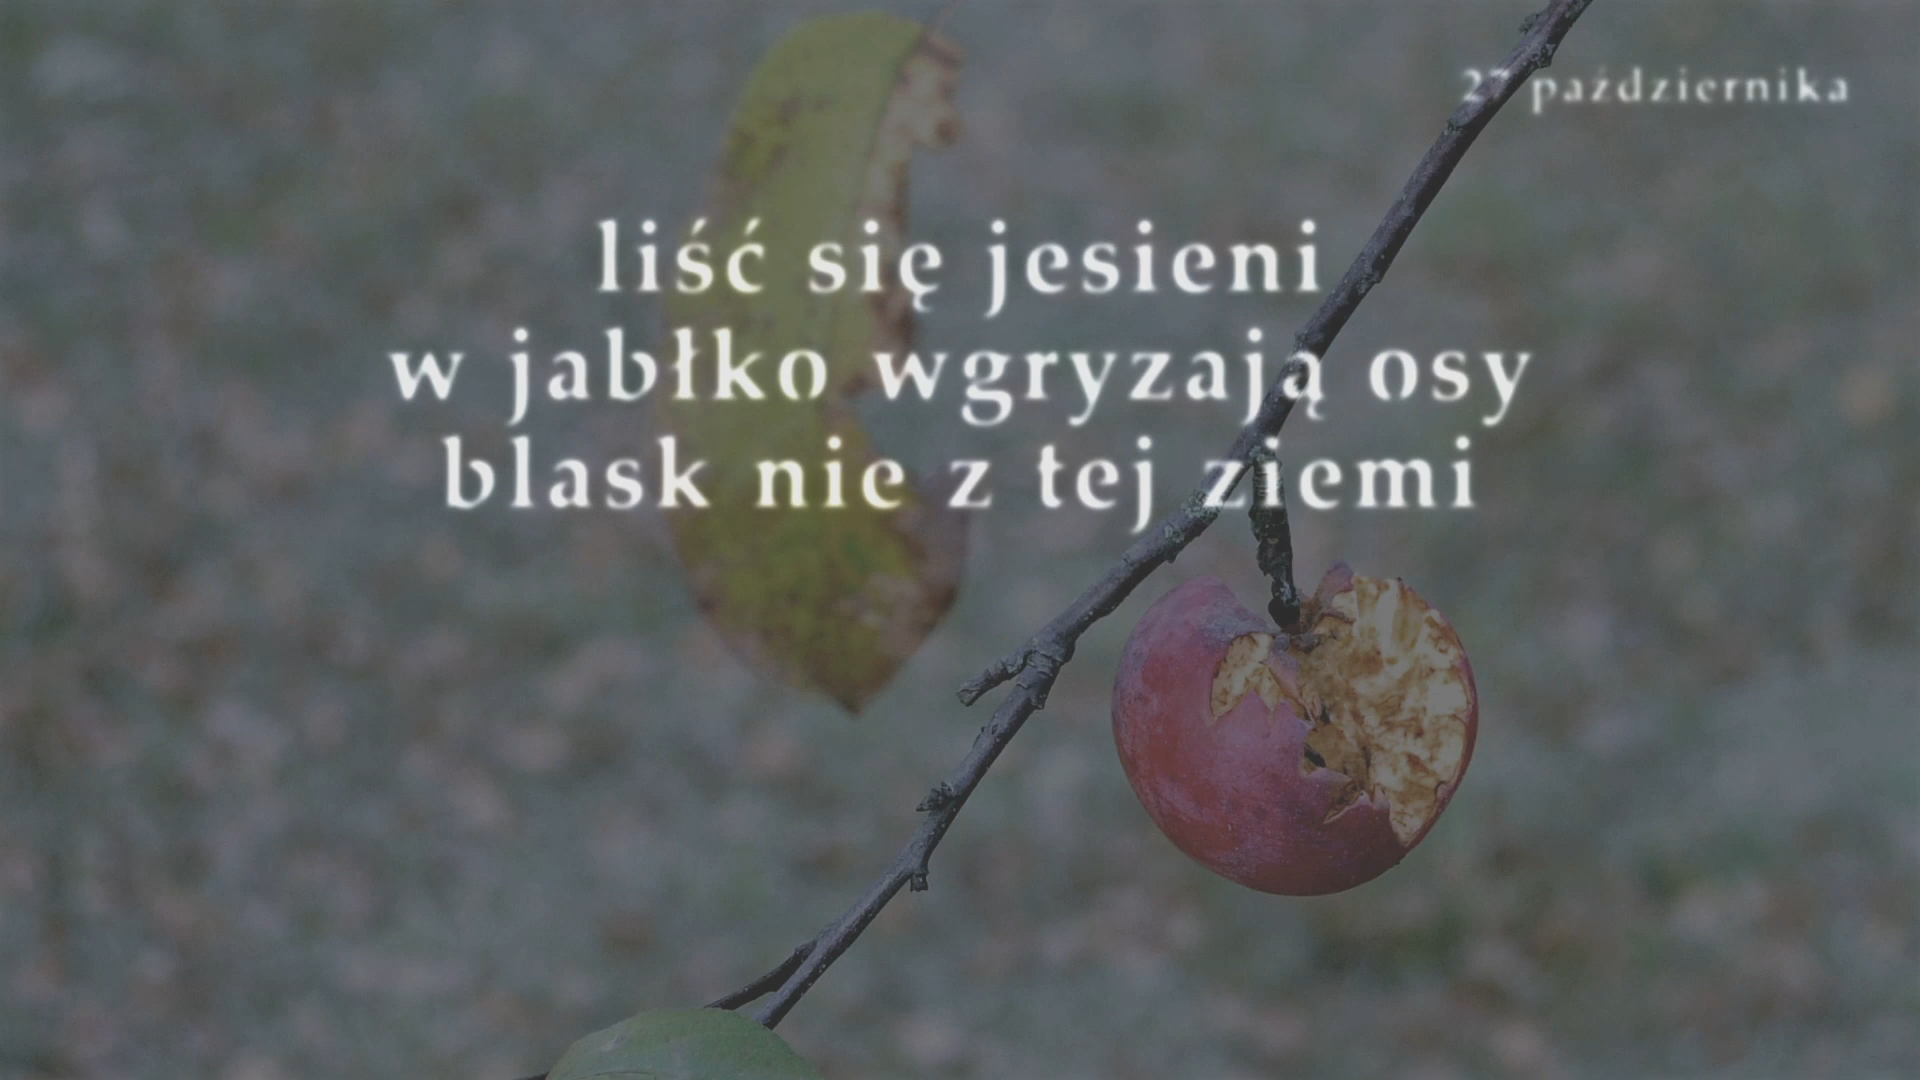 27 października
liść się jesieni
w jabłko wgryzają osy
blask nie z tej ziemi